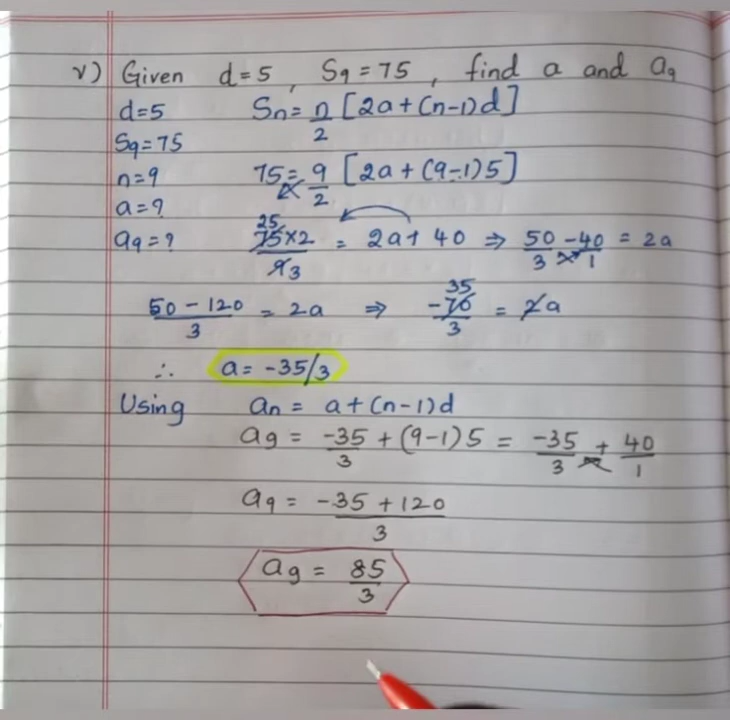 v) Given d=5, S9=75, find a and a9
d=5 Sn= n/2 [2a+(n-1)d]
S9=75
n=9 75= 9/2 [2a+(9-1)5]
a=?
a9=? 25 75×2/9 3 = 2a+ 40 ⇒ 50/3 - 40/1 = 2a
50 - 120/3 = 2a ⇒ 35 -70/3 = 2a
∴ a= -35/3
Using an = a+(n-1)d
a9 = -35/3 + (9-1)5 = -35/3 + 40/1
a9 = -35+120/3
a9 = 85/3